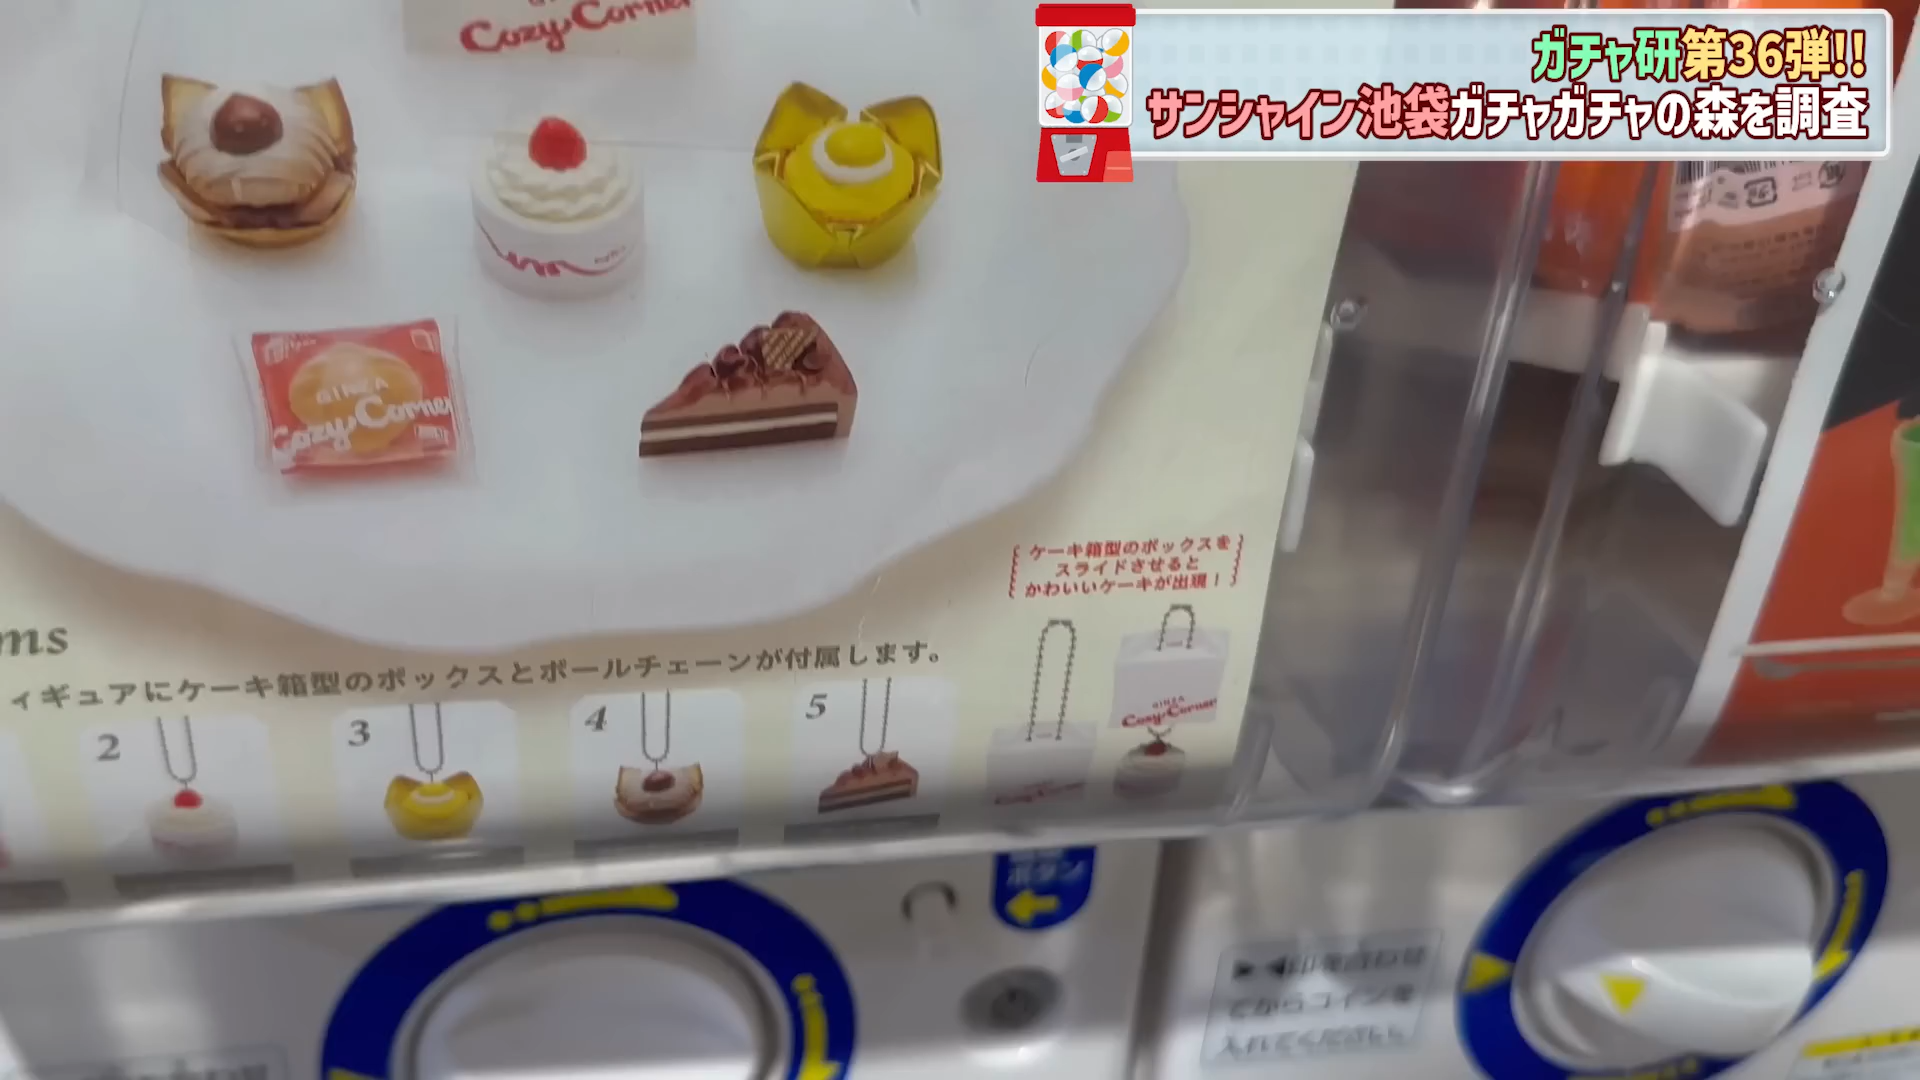 Cozy Corner
ガチャ研第36弾!!
サンシャイン池袋ガチャガチャの森を調査
GINZA
Cozy Corner
ケーキ箱型のボックスを
スライドさせると
かわいいケーキが出現!
ms
ィギュアにケーキ箱型のボックスとボールチェーンが付属します。
2
3
4
5
GINZA
Cozy Corner
Cozy Corner
ボタン